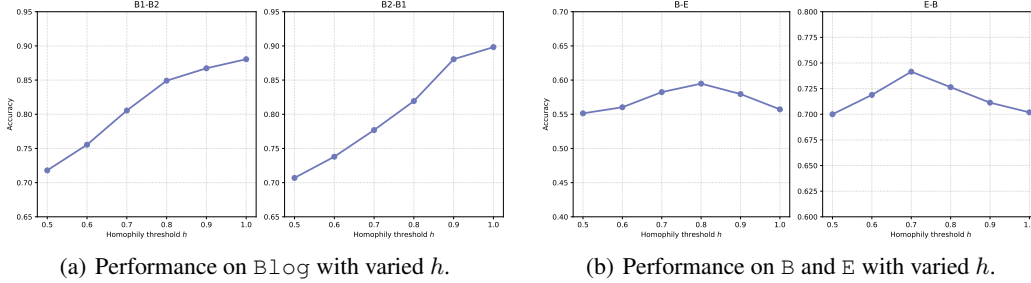 B1-B2
B2-B1
B-E
E-B
0.95
0.90
0.85
0.80
0.75
0.70
0.65
Accuracy
0.5 0.6 0.7 0.8 0.9 1.0
Homophily threshold h
0.95
0.90
0.85
0.80
0.75
0.70
0.65
0.5 0.6 0.7 0.8 0.9 1.0
Homophily threshold h
0.70
0.65
0.60
0.55
0.50
0.45
0.40
Accuracy
0.5 0.6 0.7 0.8 0.9 1.0
Homophily threshold h
0.800
0.775
0.750
0.725
0.700
0.675
0.650
0.625
0.600
0.5 0.6 0.7 0.8 0.9 1.0
Homophily threshold h
(a) Performance on Blog with varied h.
(b) Performance on B and E with varied h.